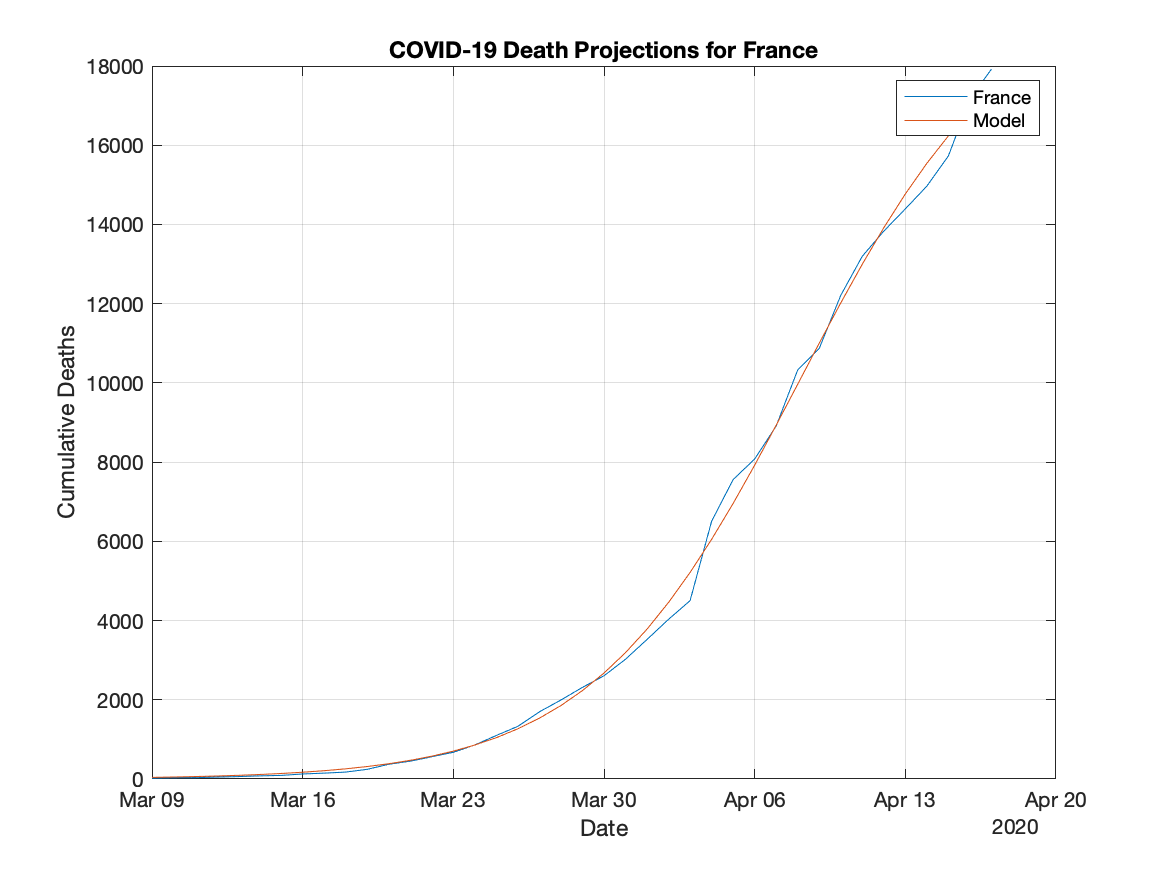 COVID-19 Death Projections for France
18000
16000
14000
12000
10000
8000
6000
4000
2000
0
Cumulative Deaths
France
Model
Mar 09 Mar 16 Mar 23 Mar 30 Apr 06 Apr 13 Apr 20
Date
2020